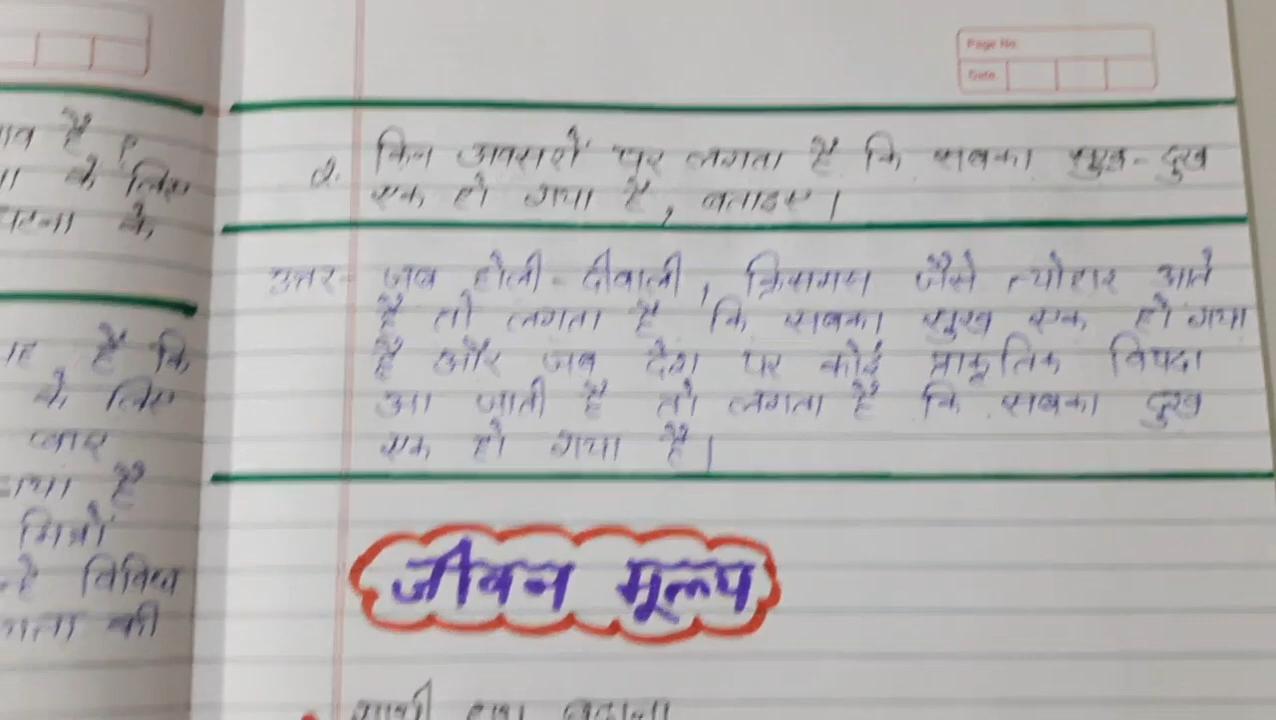 Page No.
Date
2. किन अवसरों पर लगता है कि सबका सुख-दुख
एक हो गया है, बताइए।
उत्तर- जब होली-दीवाली, क्रिसमस जैसे त्योहार आते
है तो लगता है कि सबका सुख एक हो गया
है और जब देश पर कोई प्राकृतिक विपदा
आ जाती है तो लगता है कि सबका दुख
एक हो गया है।
जीवन मूल्य
साथी हाथ बढ़ाना
है
के लिए
के
है कि
के लिए
प्यार
है
मित्रों
विविध
की